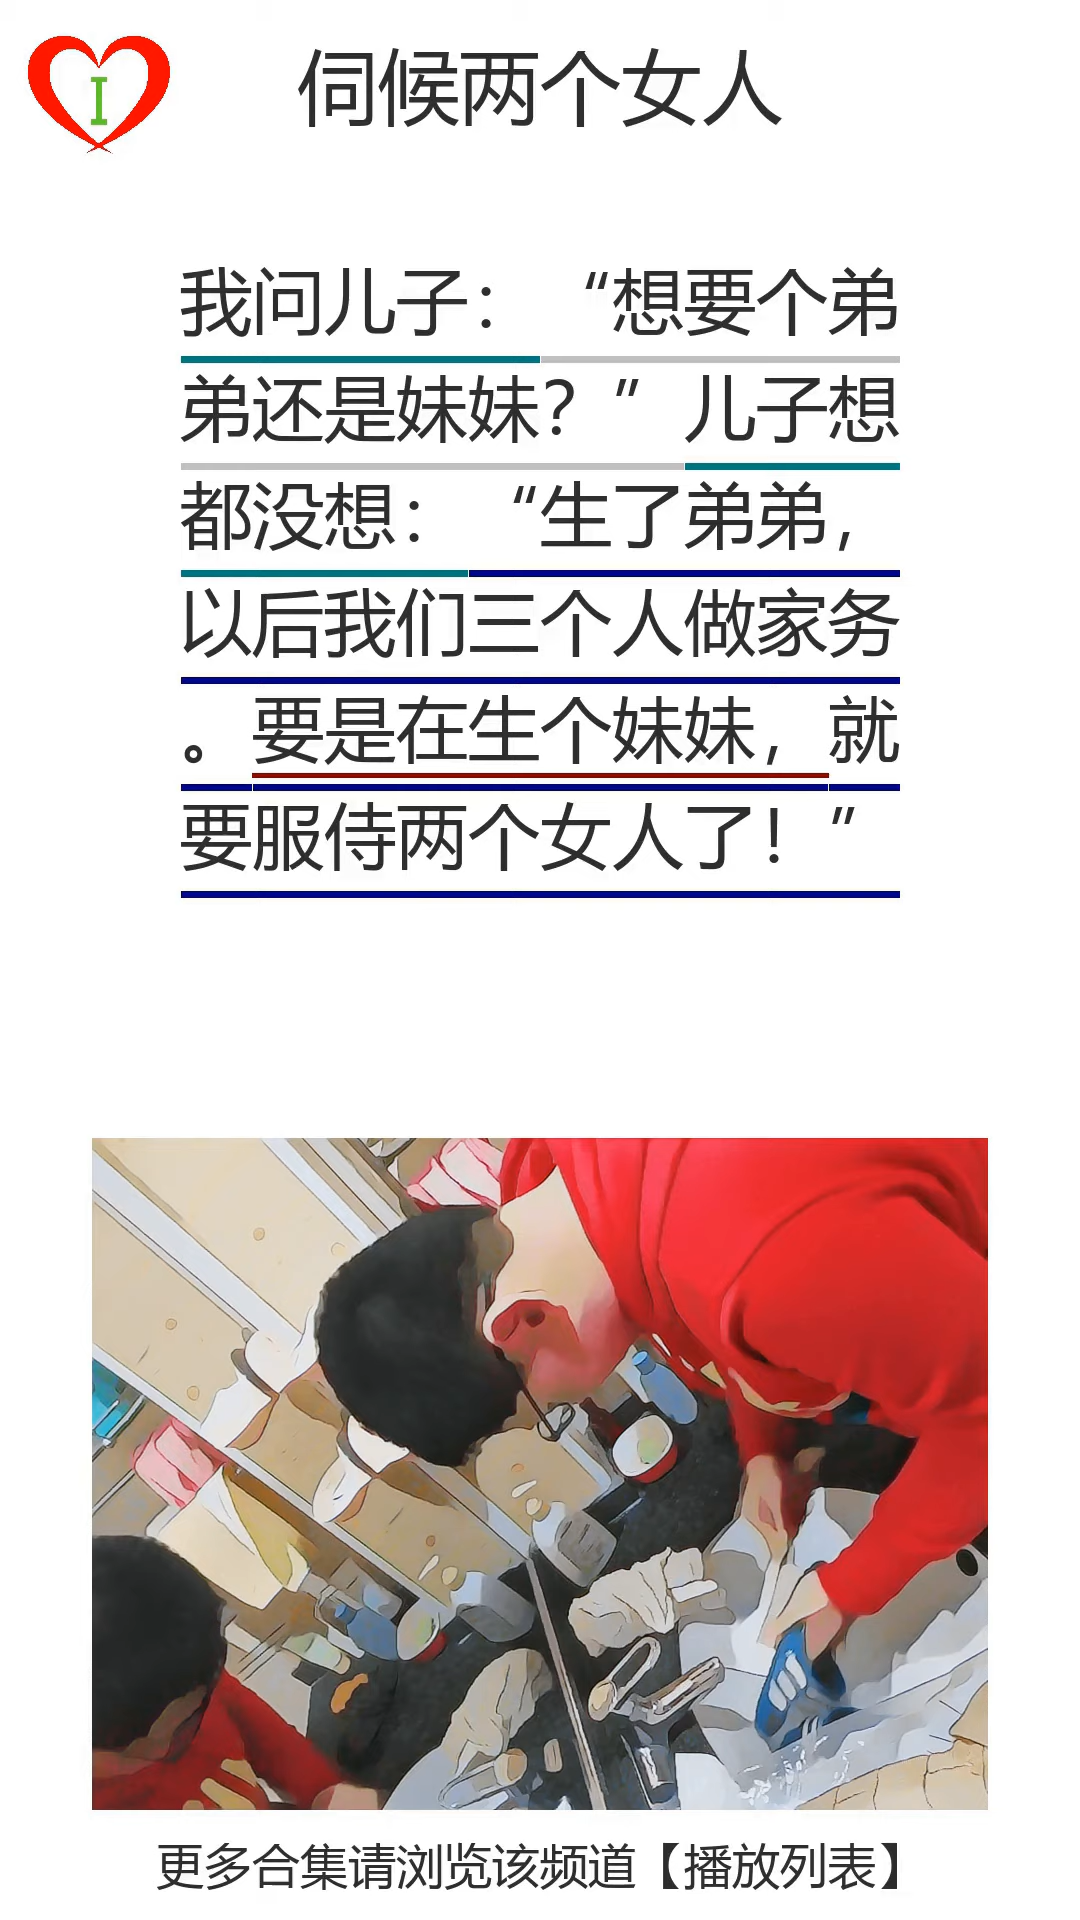 I
伺候两个女人
我问儿子：“想要个弟
弟还是妹妹？”儿子想
都没想：“生了弟弟，
以后我们三个人做家务
。要是在生个妹妹，就
要服侍两个女人了！”
更多合集请浏览该频道【播放列表】